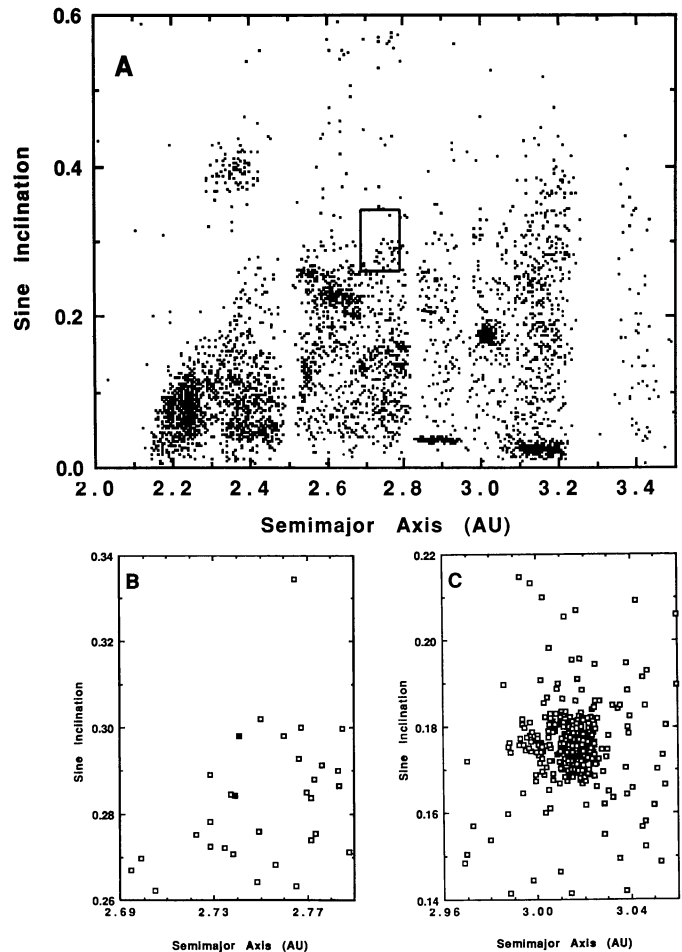 0.6
A
0.4
Sine Inclination
0.2
0.0
2.0 2.2 2.4 2.6 2.8 3.0 3.2 3.4
Semimajor Axis (AU)
0.34
B
0.32
Sine Inclination
0.30
0.28
0.26
2.69 2.73 2.77
Semimajor Axis (AU)
0.22
C
0.20
Sine Inclination
0.18
0.16
0.14
2.96 3.00 3.04
Semimajor Axis (AU)